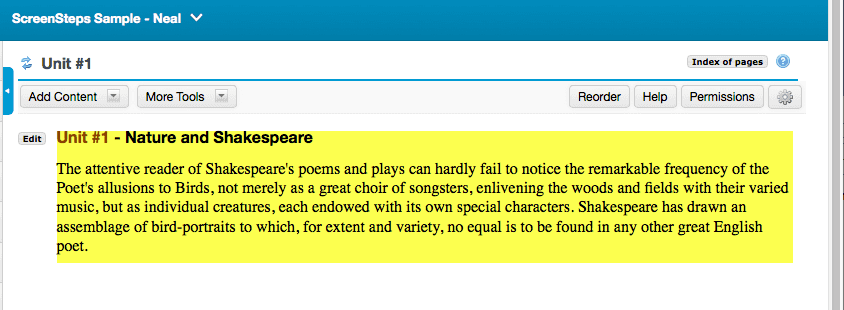 ScreenSteps Sample - Neal
Unit #1
Index of pages
?
Add Content
More Tools
Reorder
Help
Permissions
Edit
Unit #1 - Nature and Shakespeare
The attentive reader of Shakespeare's poems and plays can hardly fail to notice the remarkable frequency of the
Poet's allusions to Birds, not merely as a great choir of songsters, enlivening the woods and fields with their varied
music, but as individual creatures, each endowed with its own special characters. Shakespeare has drawn an
assemblage of bird-portraits to which, for extent and variety, no equal is to be found in any other great English
poet.